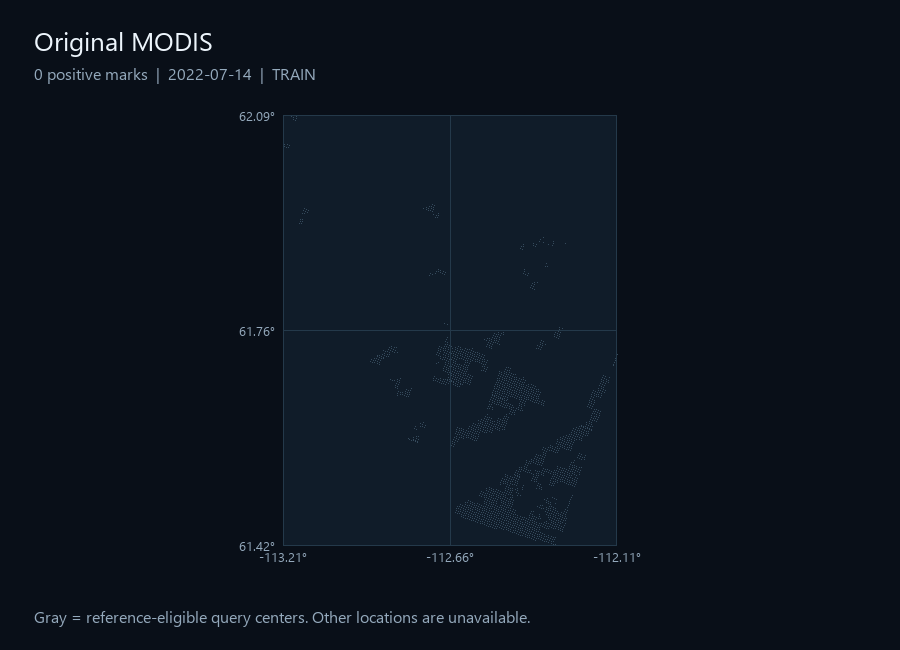 Original MODIS
0 positive marks | 2022-07-14 | TRAIN
62.09°
61.76°
61.42°
-113.21°
-112.66°
-112.11°
Gray = reference-eligible query centers. Other locations are unavailable.